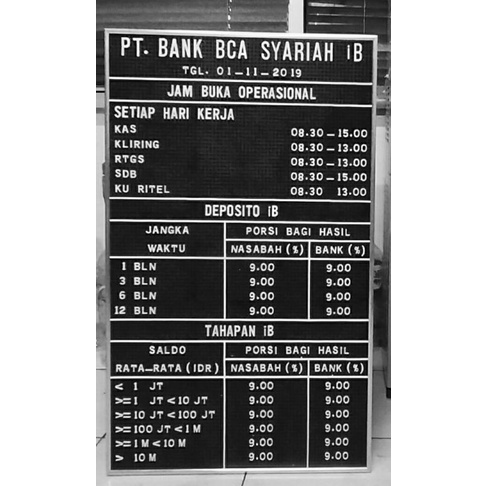 PT. BANK BCA SYARIAH iB
TGL. 01-11-2019
JAM BUKA OPERASIONAL
SETIAP HARI KERJA
KAS 08.30-15.00
KLIRING 08.30-13.00
RTGS 08.30-13.00
SDB 08.30-15.00
KU RITEL 08.30 13.00
DEPOSITO iB
JANGKA WAKTU PORSI BAGI HASIL
NASABAH (%) BANK (%)
1 BLN 9.00 9.00
3 BLN 9.00 9.00
6 BLN 9.00 9.00
12 BLN 9.00 9.00
TAHAPAN iB
SALDO RATA-RATA (IDR) PORSI BAGI HASIL
NASABAH (%) BANK (%)
< 1 JT 9.00 9.00
>=1 JT<10 JT 9.00 9.00
>=10 JT<100 JT 9.00 9.00
>=100 JT<1 M 9.00 9.00
>=1 M<10 M 9.00 9.00
> 10 M 9.00 9.00